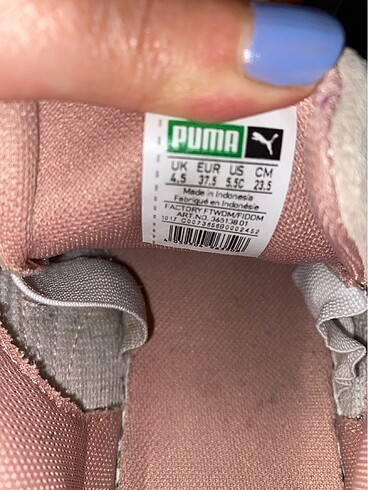 PUMA
UK EUR US CM
4.5 37.5 5.5C 23.5
Made in Indonesia
Fabriqué en Indonésie
FACTORY FTWDM/FIDDM
ART.NO. 365138 01